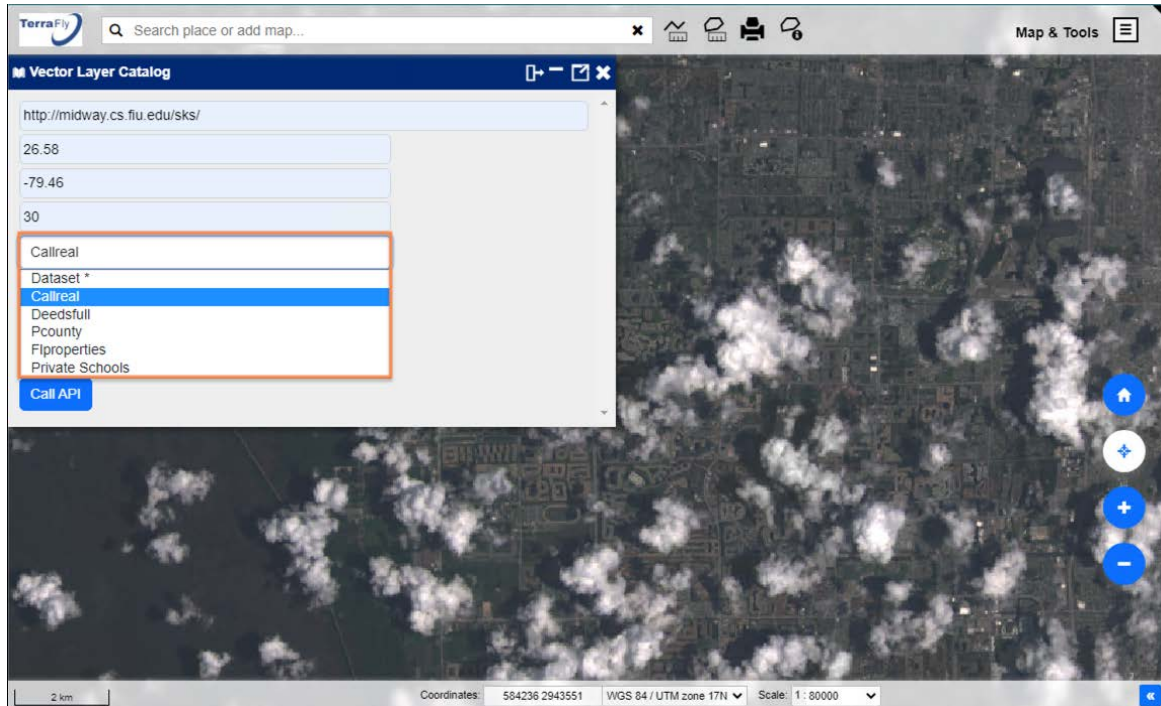 TerraFly
Search place or add map...
Map & Tools
Vector Layer Catalog
http://midway.cs.fiu.edu/sks/
26.58
-79.46
30
Callreal
Dataset *
Callreal
Deedsfull
Pcounty
Flproperties
Private Schools
Call API
2 km
Coordinates: 584236 2943551 WGS 84 / UTM zone 17N Scale: 1 : 80000